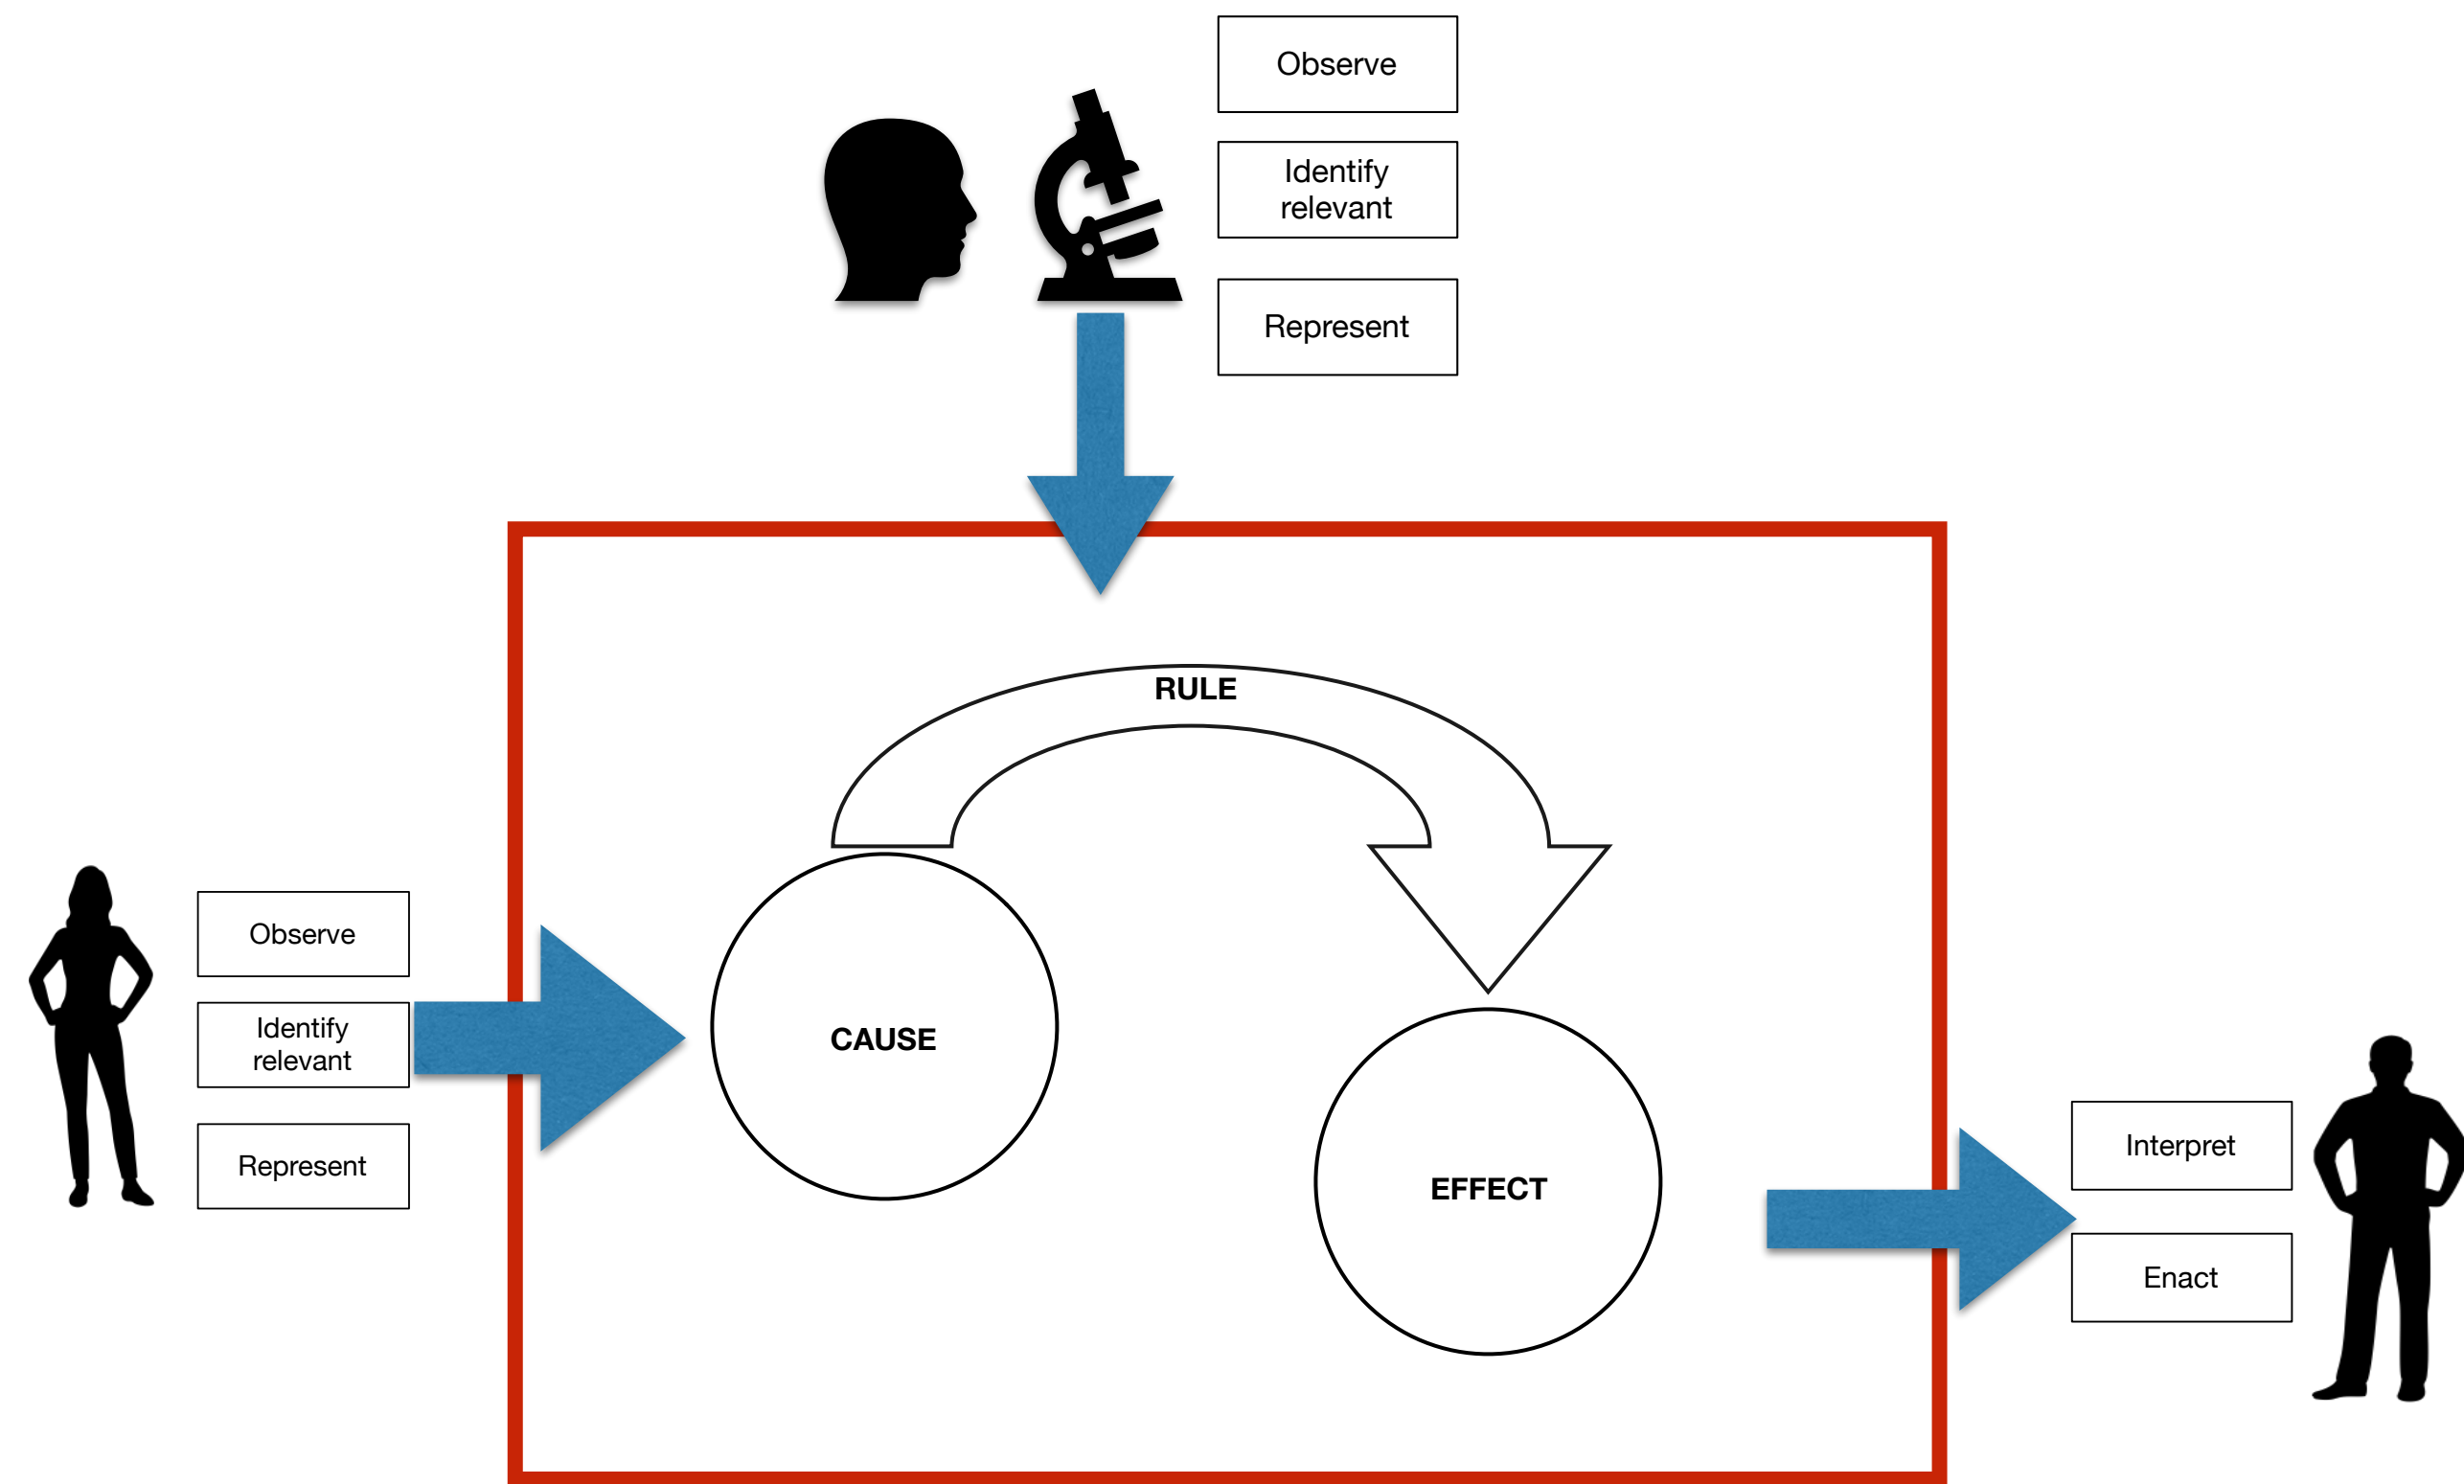 Observe
Identify
relevant
Represent
RULE
Observe
Identify
relevant
Represent
CAUSE
EFFECT
Interpret
Enact